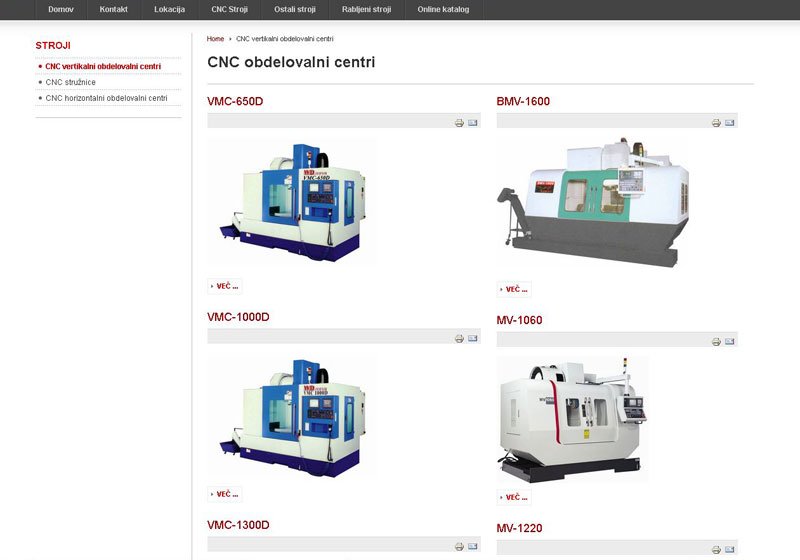 Domov Kontakt Lokacija CNC Stroji Ostali stroji Rabljeni stroji Online katalog
STROJI
CNC vertikalni obdelovalni centri
CNC stružnice
CNC horizontalni obdelovalni centri
Home CNC vertikalni obdelovalni centri
CNC obdelovalni centri
VMC-650D
VMC-650D
VEČ ...
BMV-1600
VEČ ...
VMC-1000D
VMC 1000D
VEČ ...
MV-1060
VEČ ...
VMC-1300D
MV-1220